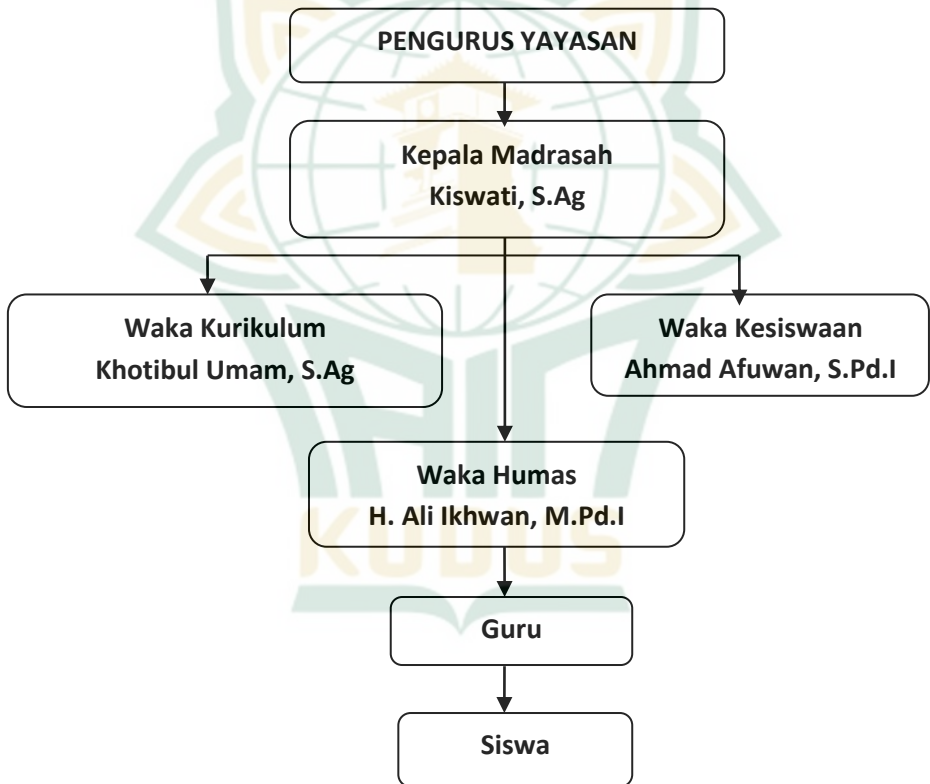 PENGURUS YAYASAN
Kepala Madrasah
Kiswati, S.Ag
Waka Kurikulum
Khotibul Umam, S.Ag
Waka Kesiswaan
Ahmad Afuwan, S.Pd.I
Waka Humas
H. Ali Ikhwan, M.Pd.I
KUDUS
Guru
Siswa